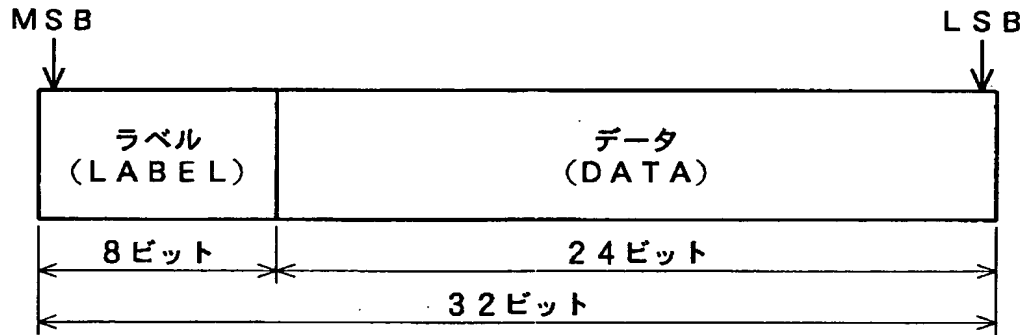 MSB
LSB
ラベル
(LABEL)
データ
(DATA)
8ビット
24ビット
32ビット